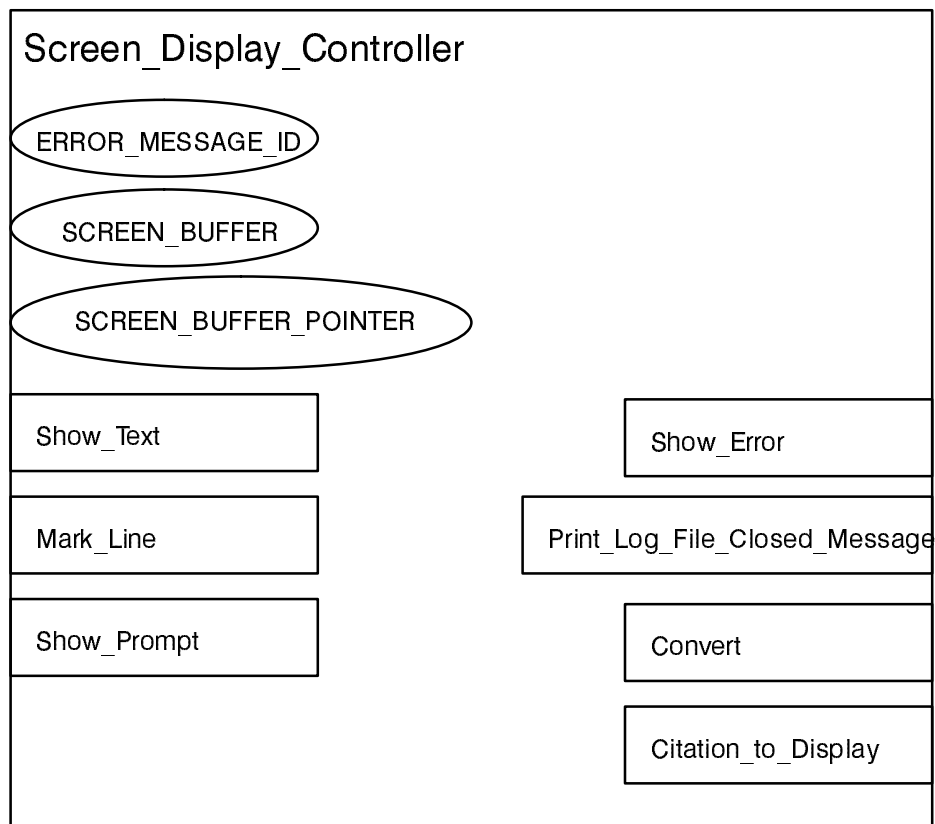 Screen_Display_Controller
ERROR_MESSAGE_ID
SCREEN_BUFFER
SCREEN_BUFFER_POINTER
Show_Text
Show_Error
Mark_Line
Print_Log_File_Closed_Message
Show_Prompt
Convert
Citation_to_Display